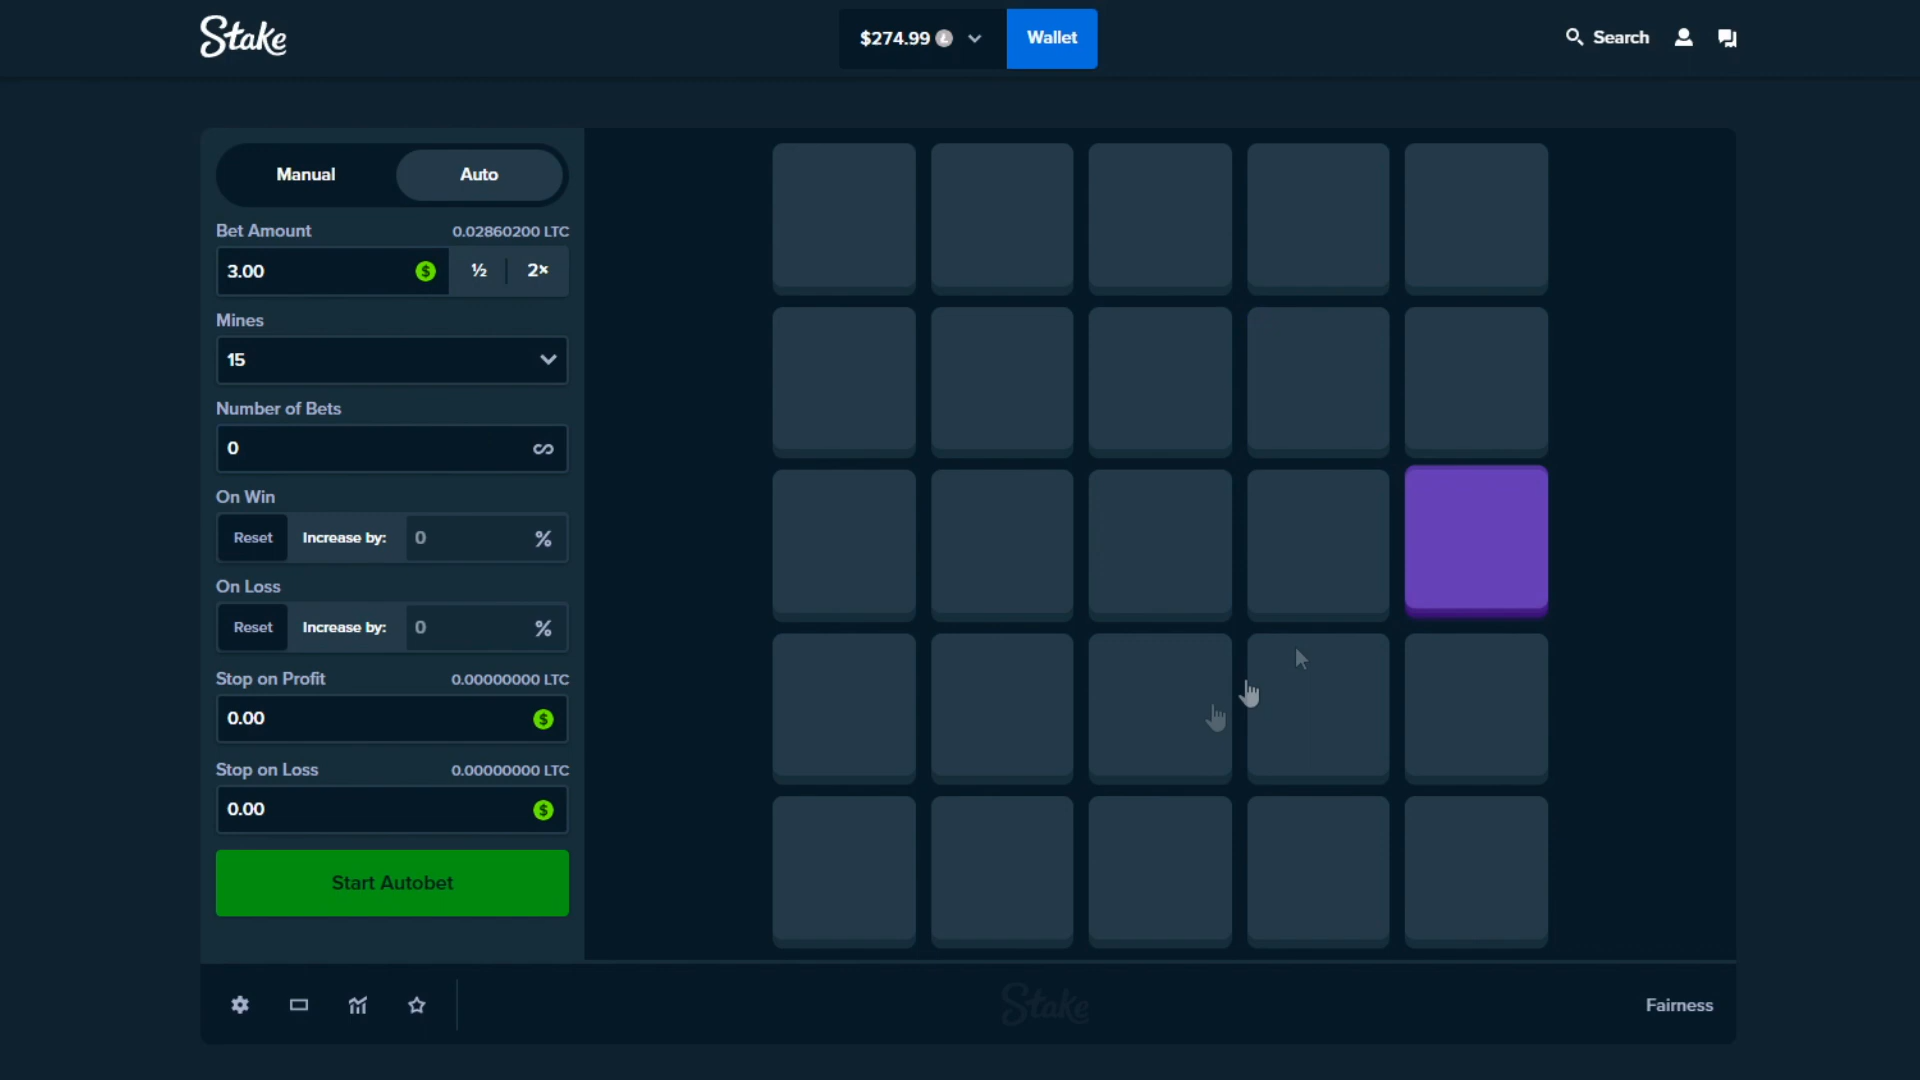 Stake
$274.99
Wallet
Search
Manual
Auto
Bet Amount
0.02860200 LTC
3.00
$
½
2×
Mines
15
Number of Bets
0
∞
On Win
Reset
Increase by:
0
%
On Loss
Reset
Increase by:
0
%
Stop on Profit
0.00000000 LTC
0.00
$
Stop on Loss
0.00000000 LTC
0.00
$
Start Autobet
Stake
Fairness